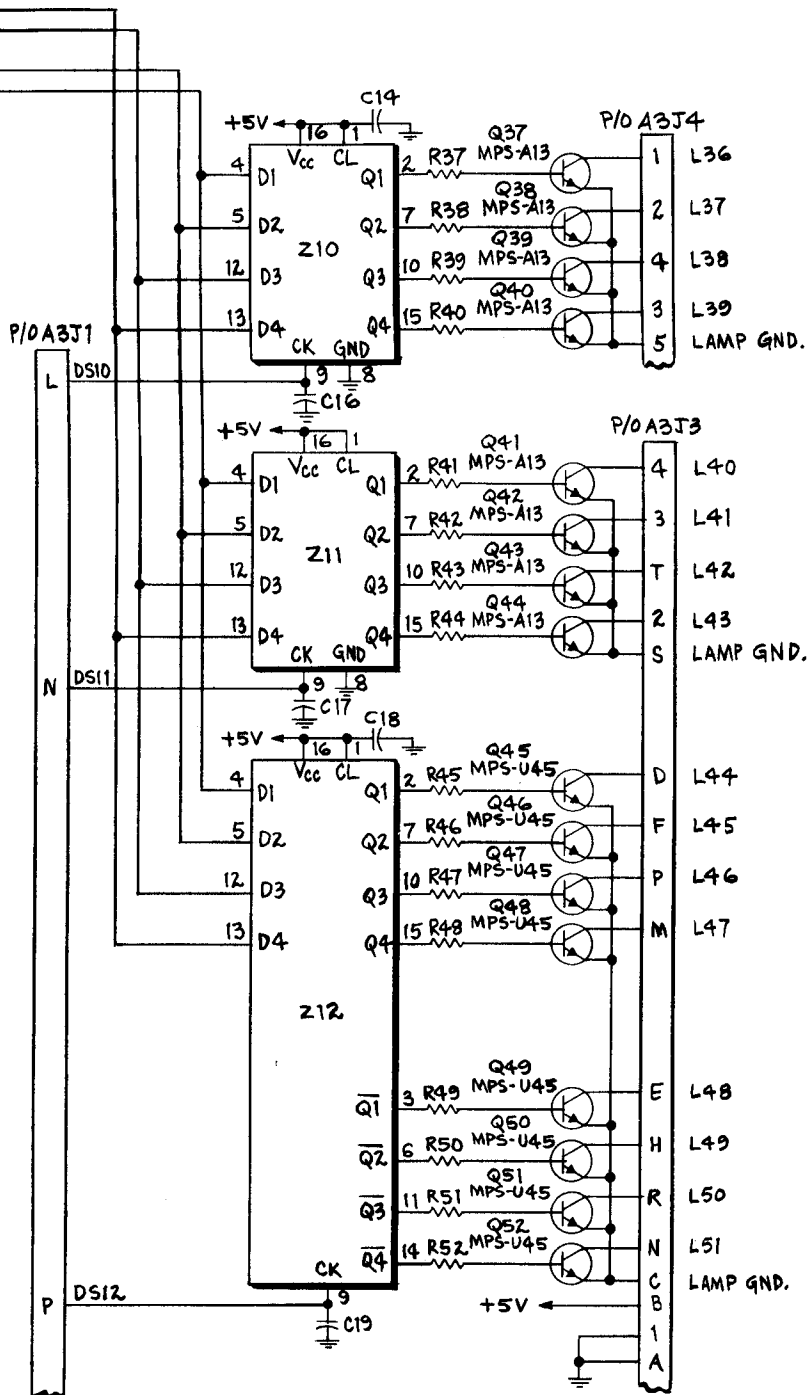 C14
+5V 16 1
VCC CL
P/O A3J4
Q37
MPS-A13
4 D1 Q1 2 R37 1 L36
Q38
MPS-A13
5 D2 Q2 7 R38 2 L37
Z10
Q39
MPS-A13
12 D3 Q3 10 R39 4 L38
Q40
MPS-A13
13 D4 Q4 15 R40 3 L39
5 LAMP GND.
CK GND
9 8
C16
P/O A3J1
L DS10
+5V 16 1
VCC CL
P/O A3J3
Q41
MPS-A13
4 D1 Q1 2 R41 4 L40
Q42
MPS-A13
5 D2 Q2 7 R42 3 L41
Z11
Q43
MPS-A13
12 D3 Q3 10 R43 T L42
Q44
MPS-A13
13 D4 Q4 15 R44 2 L43
S LAMP GND.
CK GND
9 8
N DS11
C17
C18
+5V 16 1
VCC CL
Q45
MPS-U45
4 D1 Q1 2 R45 D L44
Q46
MPS-U45
5 D2 Q2 7 R46 F L45
Q47
MPS-U45
12 D3 Q3 10 R47 P L46
Q48
MPS-U45
13 D4 Q4 15 R48 M L47
Z12
Q49
MPS-U45
Q̅1̅ 3 R49 E L48
Q50
MPS-U45
Q̅2̅ 6 R50 H L49
Q51
MPS-U45
Q̅3̅ 11 R51 R L50
Q52
MPS-U45
Q̅4̅ 14 R52 N L51
C LAMP GND.
CK
9
P DS12
C19
+5V B
1
A